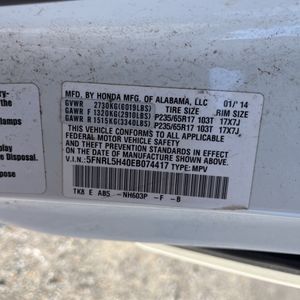 MFD. BY HONDA MFG. OF ALABAMA, LLC 01/'14
GVWR 2730KG(6019LBS) TIRE SIZE RIM SIZE
GAWR F 1320KG(2910LBS) P235/65R17 103T 17X7J
GAWR R 1515KG(3340LBS) P235/65R17 103T 17X7J
THIS VEHICLE CONFORMS TO ALL APPLICABLE
FEDERAL MOTOR VEHICLE SAFETY AND THEFT
PREVENTION STANDARDS IN EFFECT ON THE DATE
OF MANUFACTURE SHOWN ABOVE.
V.I.N.: 5FNRL5H40EB074417 TYPE: MPV
TK8 E AB5 -NH603P -F -B
ry-
lamps
e Disposal.
osal.